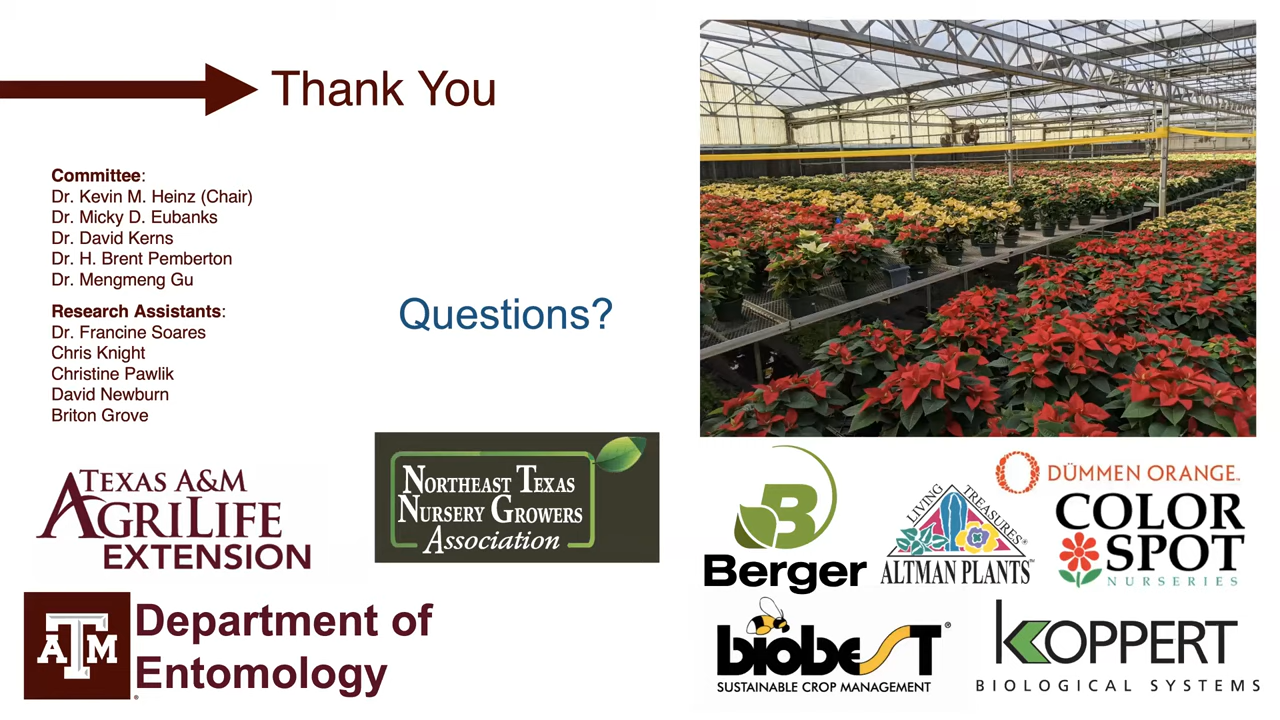 Thank You
Committee:
Dr. Kevin M. Heinz (Chair)
Dr. Micky D. Eubanks
Dr. David Kerns
Dr. H. Brent Pemberton
Dr. Mengmeng Gu
Research Assistants:
Dr. Francine Soares
Chris Knight
Christine Pawlik
David Newburn
Briton Grove
Questions?
TEXAS A&M
AGRILIFE
EXTENSION
NORTHEAST TEXAS
NURSERY GROWERS
Association
ATM
Department of
Entomology
B
Berger
LIVING TREASURES®
ALTMAN PLANTS™
DÜMMEN ORANGE™
COLOR
SPOT
NURSERIES
biobest®
SUSTAINABLE CROP MANAGEMENT
KOPPERT
BIOLOGICAL SYSTEMS